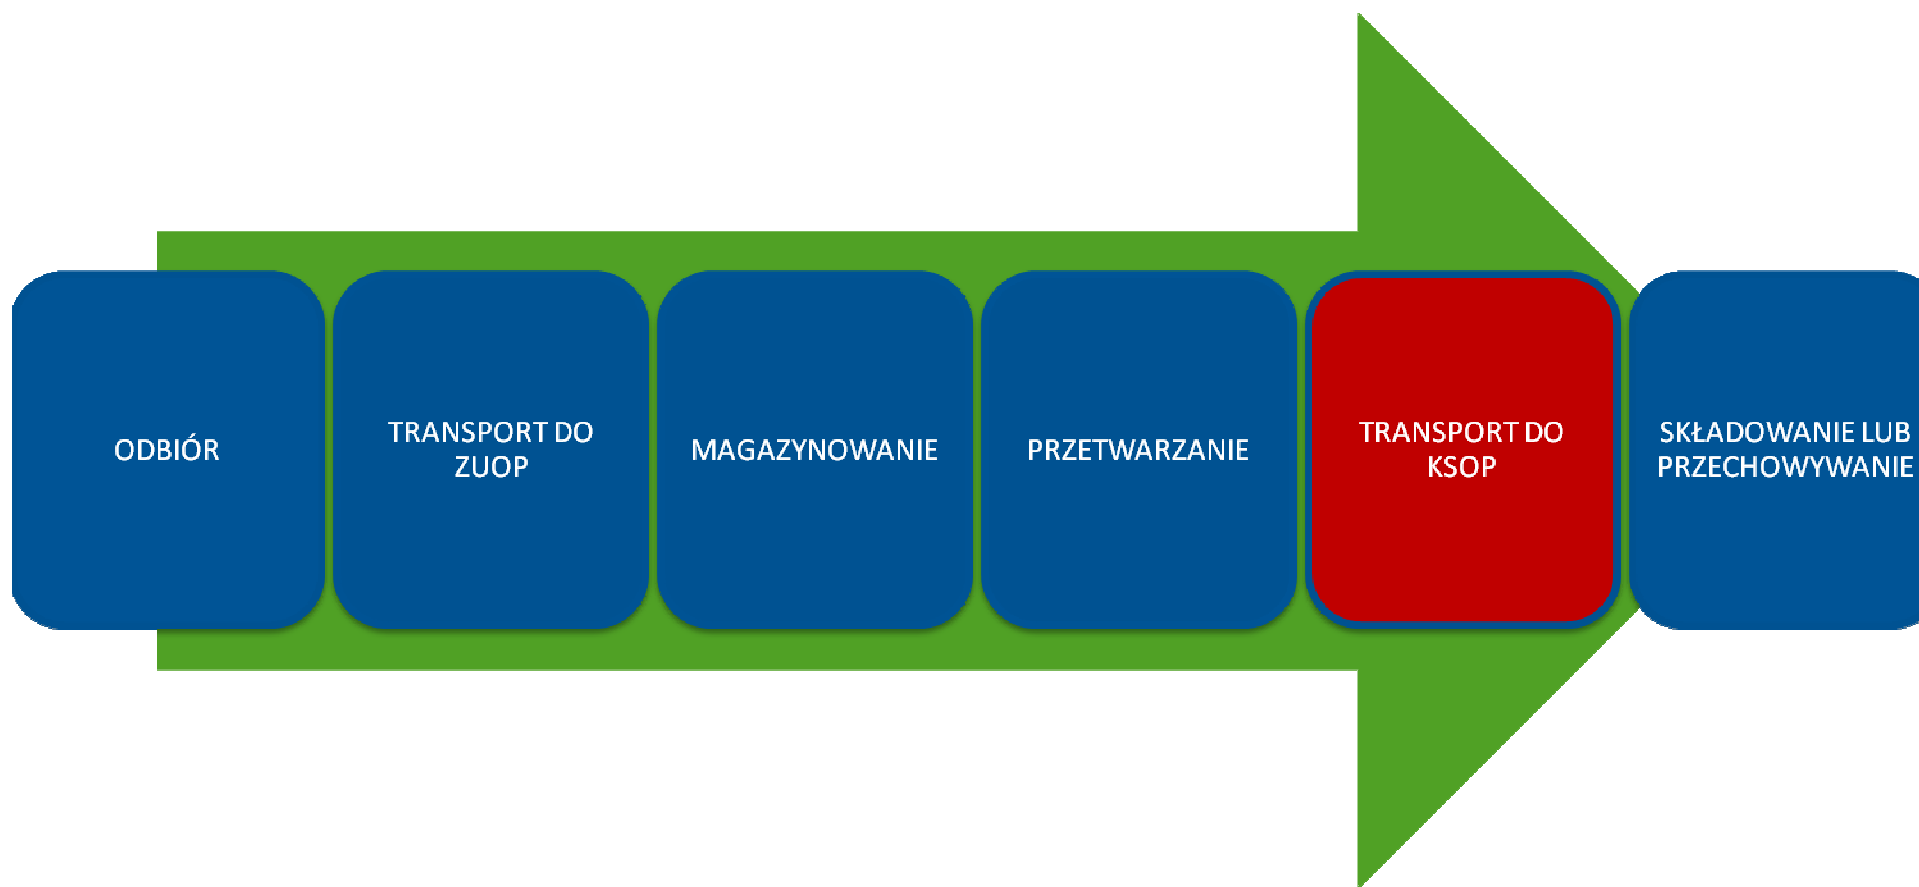 ODBIÓR
TRANSPORT DO
ZUOP
MAGAZYNOWANIE
PRZETWARZANIE
TRANSPORT DO
KSOP
SKŁADOWANIE LUB
PRZECHOWYWANIE